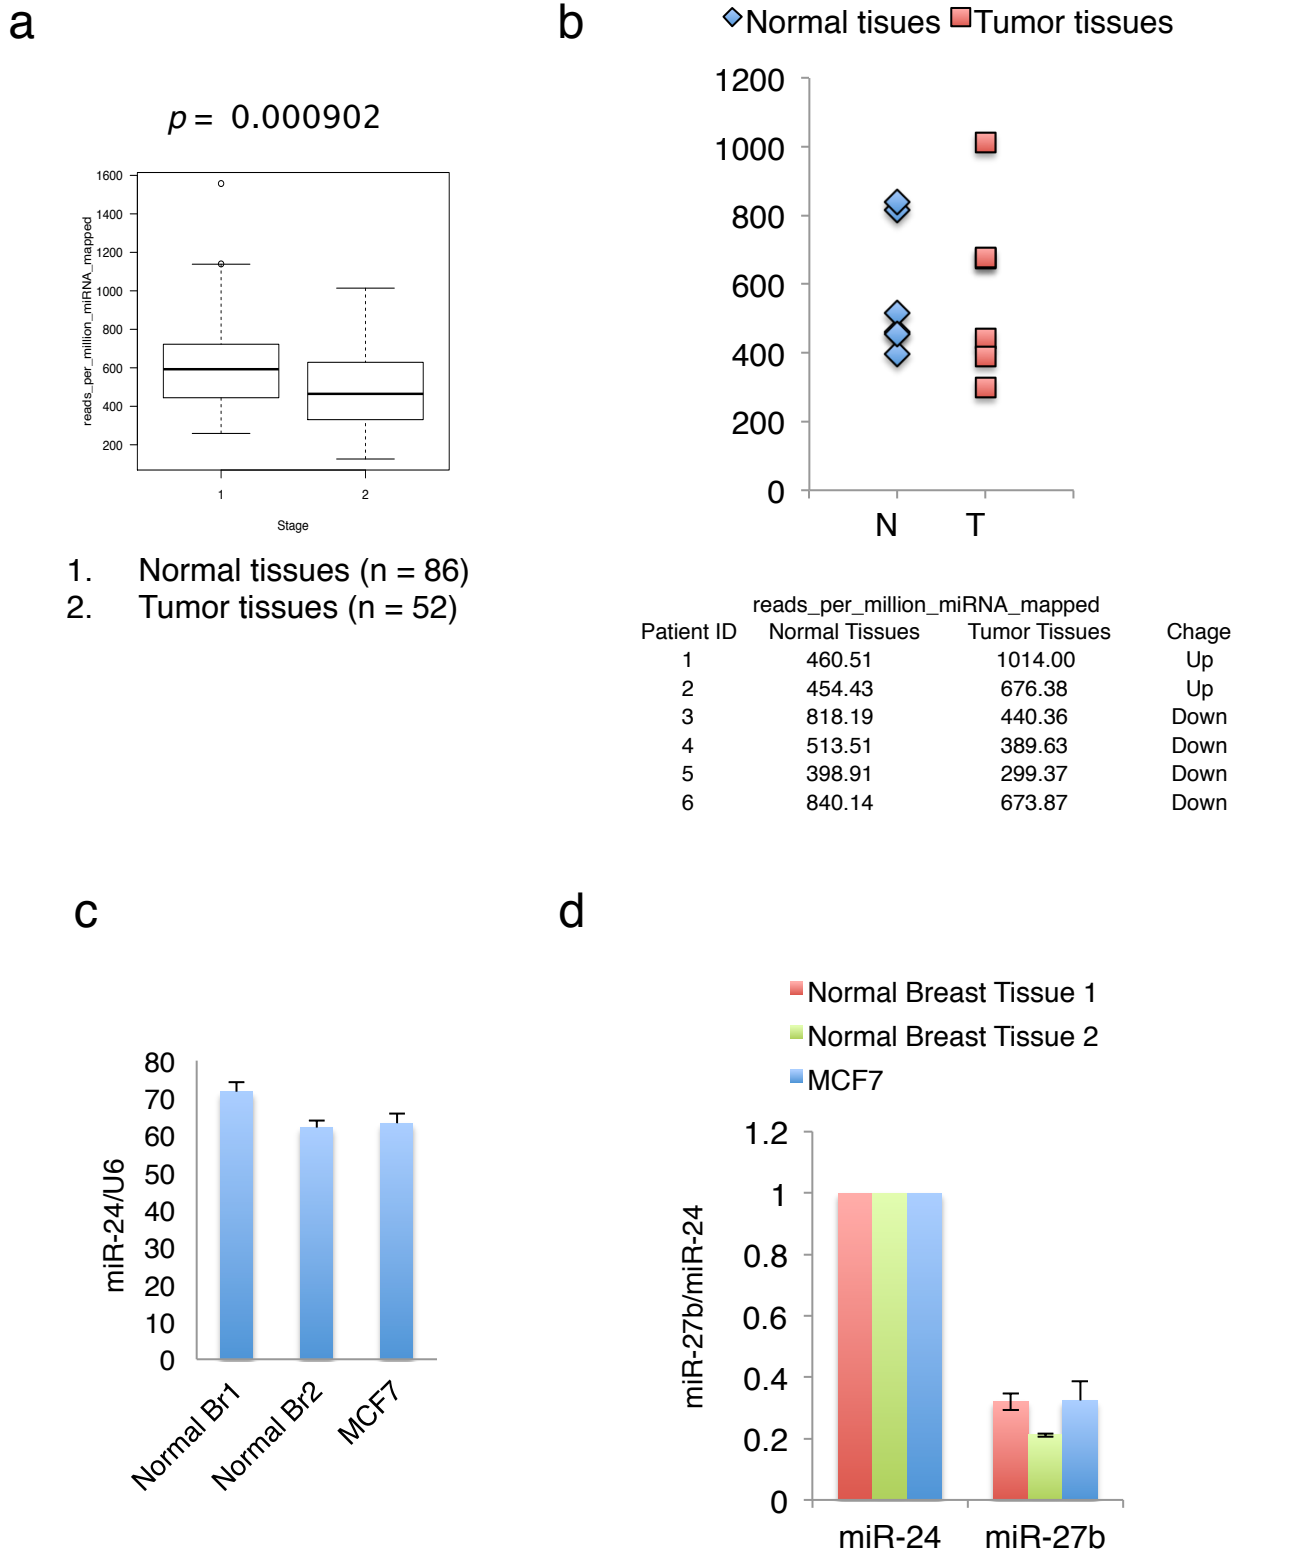 a
p = 0.000902
1600
1400
1200
1000
800
600
400
200
reads_per_million_miRNA_mapped
1 2
Stage
1. Normal tissues (n = 86)
2. Tumor tissues (n = 52)
b
Normal tisues Tumor tissues
1200
1000
800
600
400
200
0
N T
reads_per_million_miRNA_mapped
Patient ID Normal Tissues Tumor Tissues Chage
1 460.51 1014.00 Up
2 454.43 676.38 Up
3 818.19 440.36 Down
4 513.51 389.63 Down
5 398.91 299.37 Down
6 840.14 673.87 Down
c
80
70
60
50
40
30
20
10
0
miR-24/U6
Normal Br1
Normal Br2
MCF7
d
Normal Breast Tissue 1
Normal Breast Tissue 2
MCF7
1.2
1
0.8
0.6
0.4
0.2
0
miR-27b/miR-24
miR-24 miR-27b